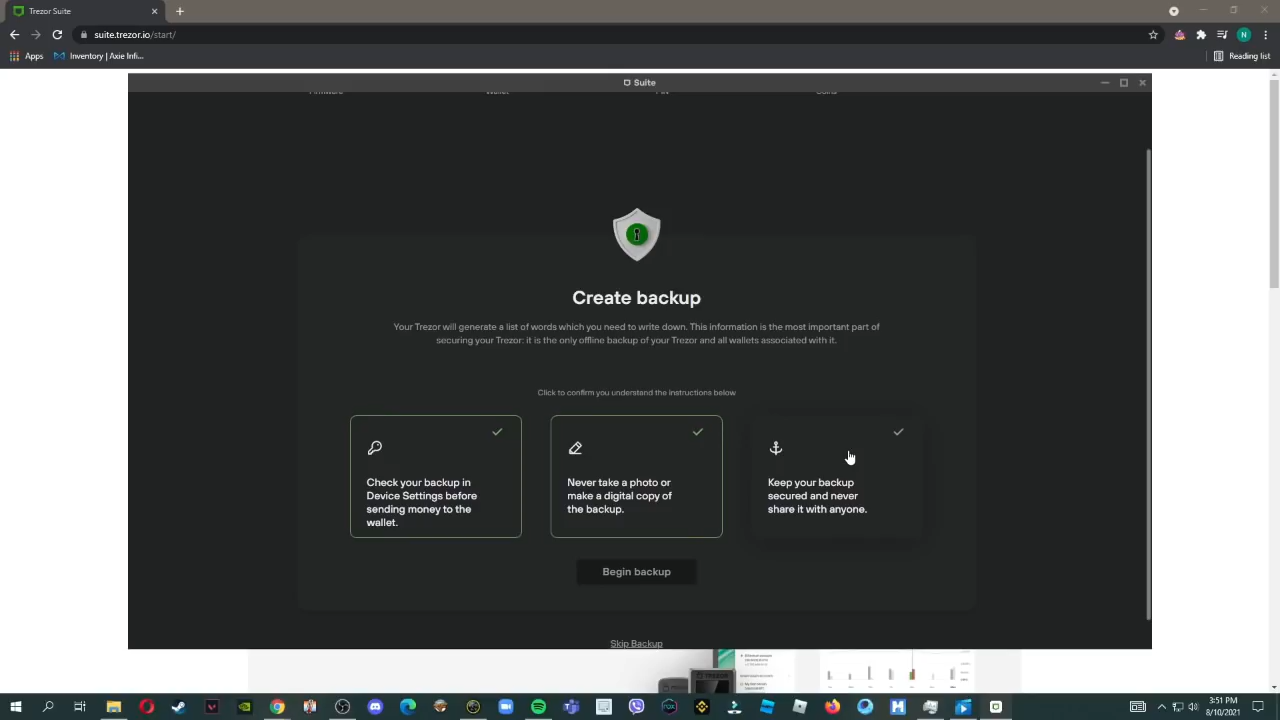 Trezor Suite
suite.trezor.io/start/
N
Apps
Inventory | Axie Infi...
Reading list
Suite
Create backup
Your Trezor will generate a list of words which you need to write down. This information is the most important part of
securing your Trezor: it is the only offline backup of your Trezor and all wallets associated with it.
Click to confirm you understand the instructions below
Check your backup in
Device Settings before
sending money to the
wallet.
Never take a photo or
make a digital copy of
the backup.
Keep your backup
secured and never
share it with anyone.
Begin backup
Skip Backup
3:51 PM
8/10/2021